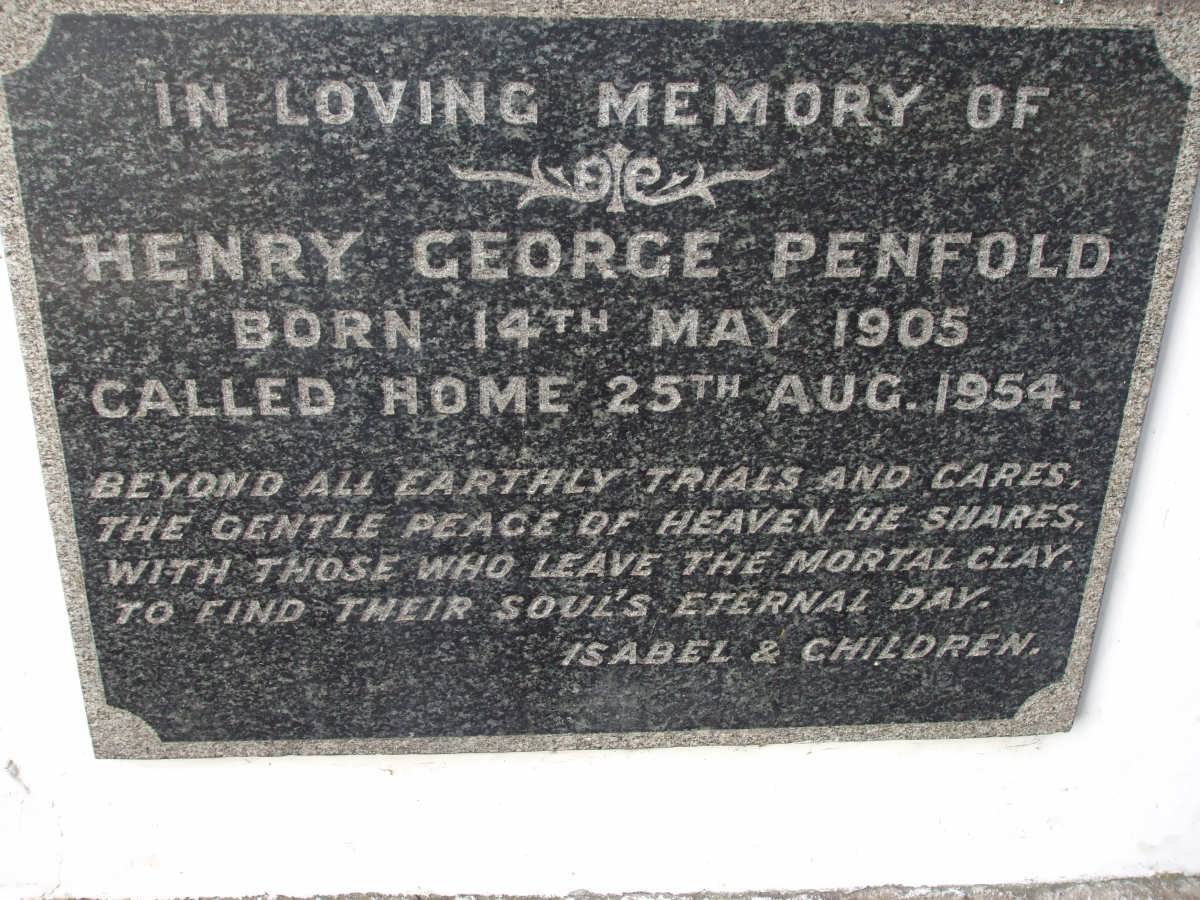 IN LOVING MEMORY OF
HENRY GEORGE PENFOLD
BORN 14TH MAY 1905
CALLED HOME 25TH AUG. 1954.
BEYOND ALL EARTHLY TRIALS AND CARES,
THE GENTLE PEACE OF HEAVEN HE SHARES,
WITH THOSE WHO LEAVE THE MORTAL CLAY,
TO FIND THEIR SOUL'S ETERNAL DAY.
ISABEL & CHILDREN.